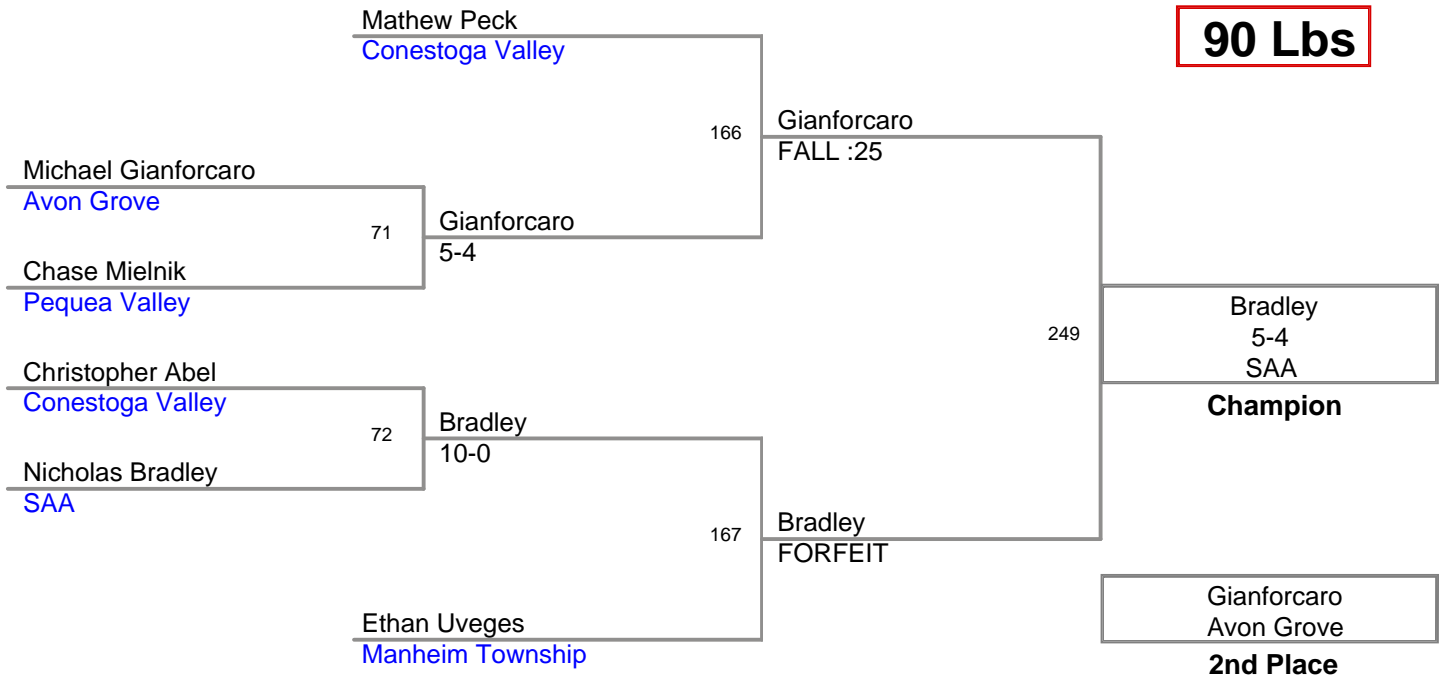 Mathew Peck
Conestoga Valley
90 Lbs
166
Gianforcaro
FALL :25
Michael Gianforcaro
Avon Grove
71
Gianforcaro
5-4
Chase Mielnik
Pequea Valley
249
Bradley
5-4
SAA
Champion
Christopher Abel
Conestoga Valley
72
Bradley
10-0
Nicholas Bradley
SAA
167
Bradley
FORFEIT
Ethan Uveges
Manheim Township
Gianforcaro
Avon Grove
2nd Place